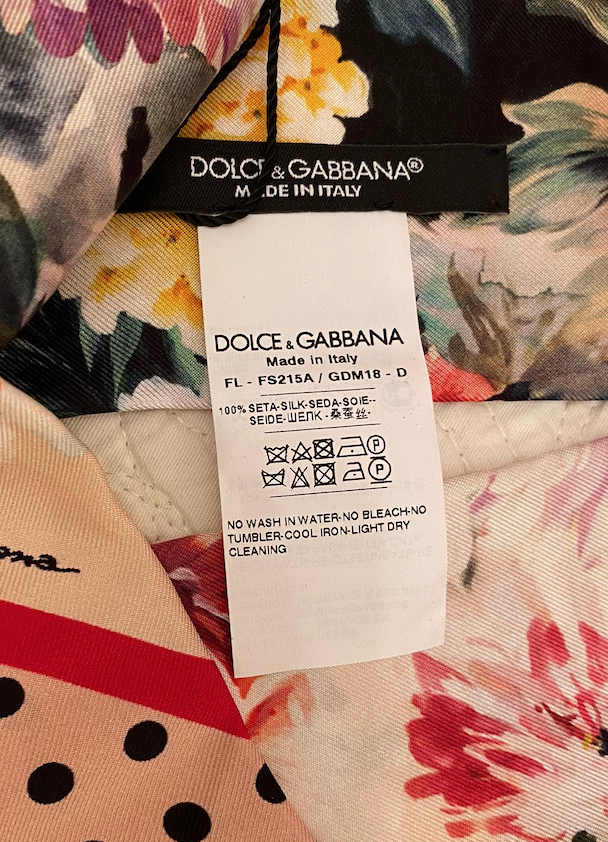 DOLCE & GABBANA®
MADE IN ITALY
DOLCE & GABBANA
Made in Italy
FL - FS215A / GDM18 - D
100% SETA-SILK-SEDA-SOIE--
SEIDE-ШЕЛК-桑蚕丝-
P
P
NO WASH IN WATER-NO BLEACH-NO
TUMBLER-COOL IRON-LIGHT DRY
CLEANING